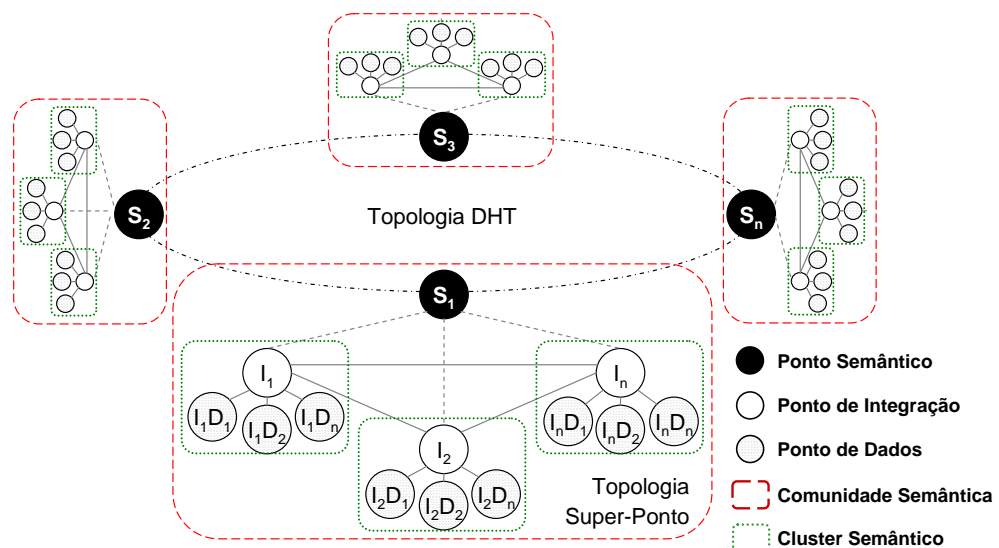 S3
S2
Topologia DHT
Sn
S1
I1
In
I1D1
I1D2
I1Dn
InD1
InD2
InDn
I2
I2D1
I2D2
I2Dn
Topologia
Super-Ponto
Ponto Semântico
Ponto de Integração
Ponto de Dados
Comunidade Semântica
Cluster Semântico